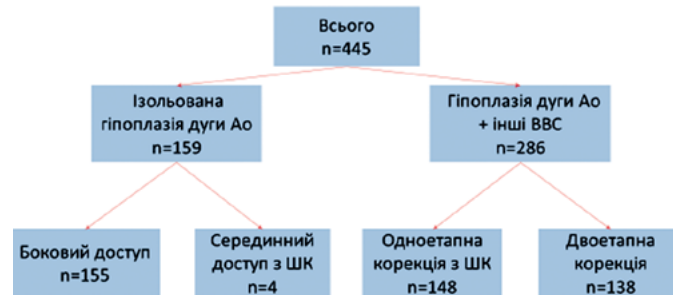 Всього
n=445
Ізольована
гіпоплазія дуги Ао
n=159
Гіпоплазія дуги Ао
+ інші ВВС
n=286
Боковий доступ
n=155
Серединний
доступ з ШК
n=4
Одноетапна
корекція з ШК
n=148
Двоетапна
корекція
n=138